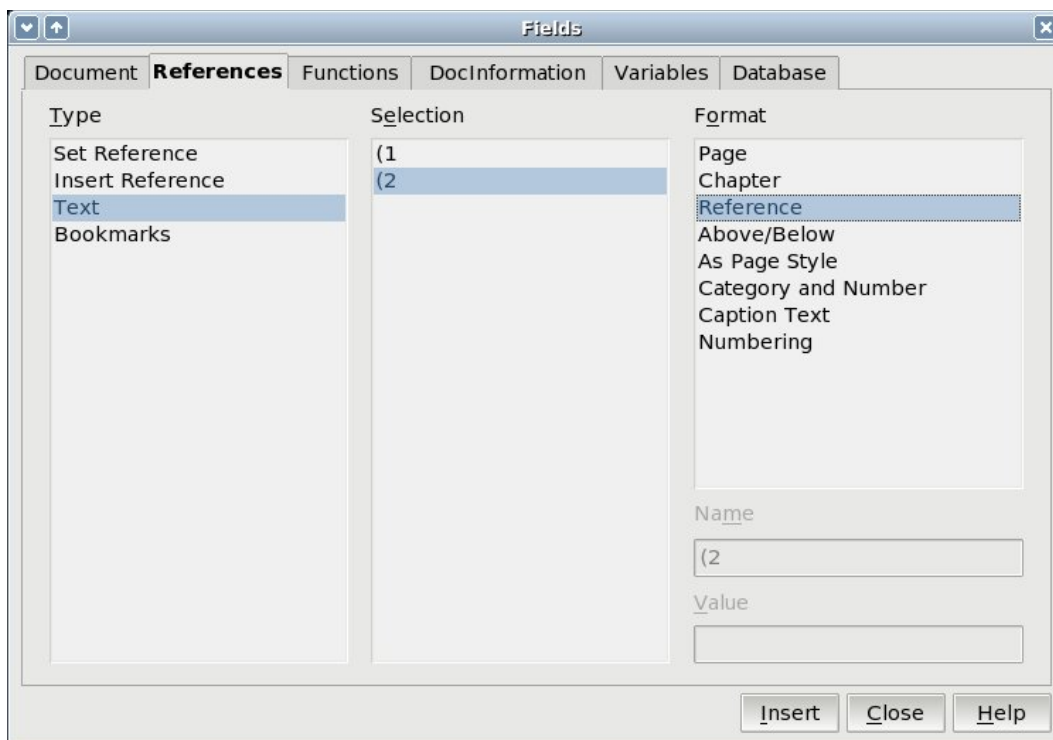 Fields
Document References Functions DocInformation Variables Database
Type
Set Reference
Insert Reference
Text
Bookmarks
Selection
(1
(2
Format
Page
Chapter
Reference
Above/Below
As Page Style
Category and Number
Caption Text
Numbering
Name
(2
Value
Insert Close Help